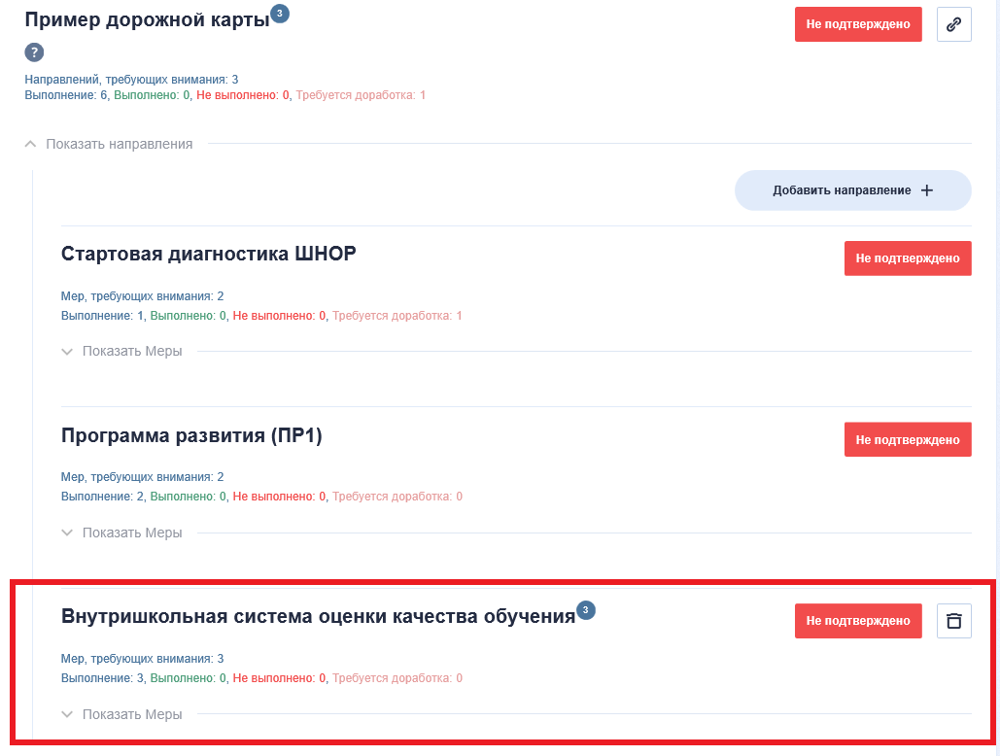 Пример дорожной карты 3
Не подтверждено
?
Направлений, требующих внимания: 3
Выполнение: 6, Выполнено: 0, Не выполнено: 0, Требуется доработка: 1
Показать направления
Добавить направление +
Стартовая диагностика ШНОР
Не подтверждено
Мер, требующих внимания: 2
Выполнение: 1, Выполнено: 0, Не выполнено: 0, Требуется доработка: 1
Показать Меры
Программа развития (ПР1)
Не подтверждено
Мер, требующих внимания: 2
Выполнение: 2, Выполнено: 0, Не выполнено: 0, Требуется доработка: 0
Показать Меры
Внутришкольная система оценки качества обучения 3
Не подтверждено
Мер, требующих внимания: 3
Выполнение: 3, Выполнено: 0, Не выполнено: 0, Требуется доработка: 0
Показать Меры